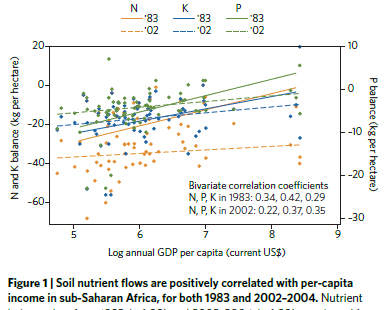 N K P
'83 '83 '83
'02 '02 '02
20 10
0 0
-20 -10
-40 -20
-60 -30
N and K balance (kg per hectare)
P balance (kg per hectare)
Bivariate correlation coefficients
N, P, K in 1983: 0.34, 0.42, 0.29
N, P, K in 2002: 0.22, 0.37, 0.35
5 6 7 8 9
Log annual GDP per capita (current US$)
Figure 1 | Soil nutrient flows are positively correlated with per-capita
income in sub-Saharan Africa, for both 1983 and 2002–2004. Nutrient